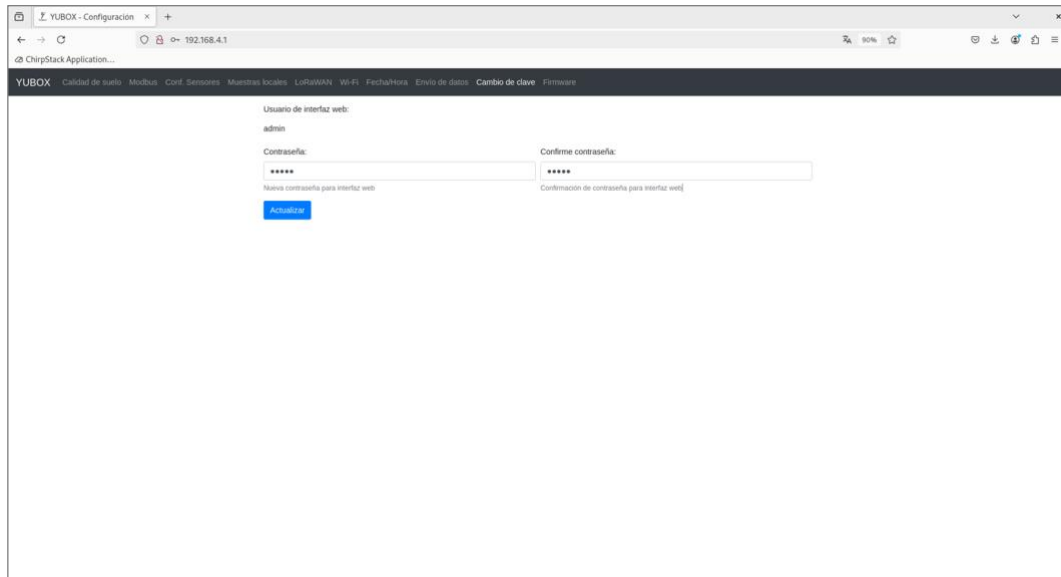 YUBOX - Configuración
192.168.4.1
90%
ChirpStack Application...
YUBOX Calidad de suelo Modbus Conf. Sensores Muestras locales LoRaWAN Wi-Fi Fecha/Hora Envío de datos Cambio de clave Firmware
Usuario de interfaz web:
admin
Contraseña: Confirme contraseña:
●●●●● ●●●●●
Nueva contraseña para interfaz web Confirmación de contraseña para interfaz web
Actualizar